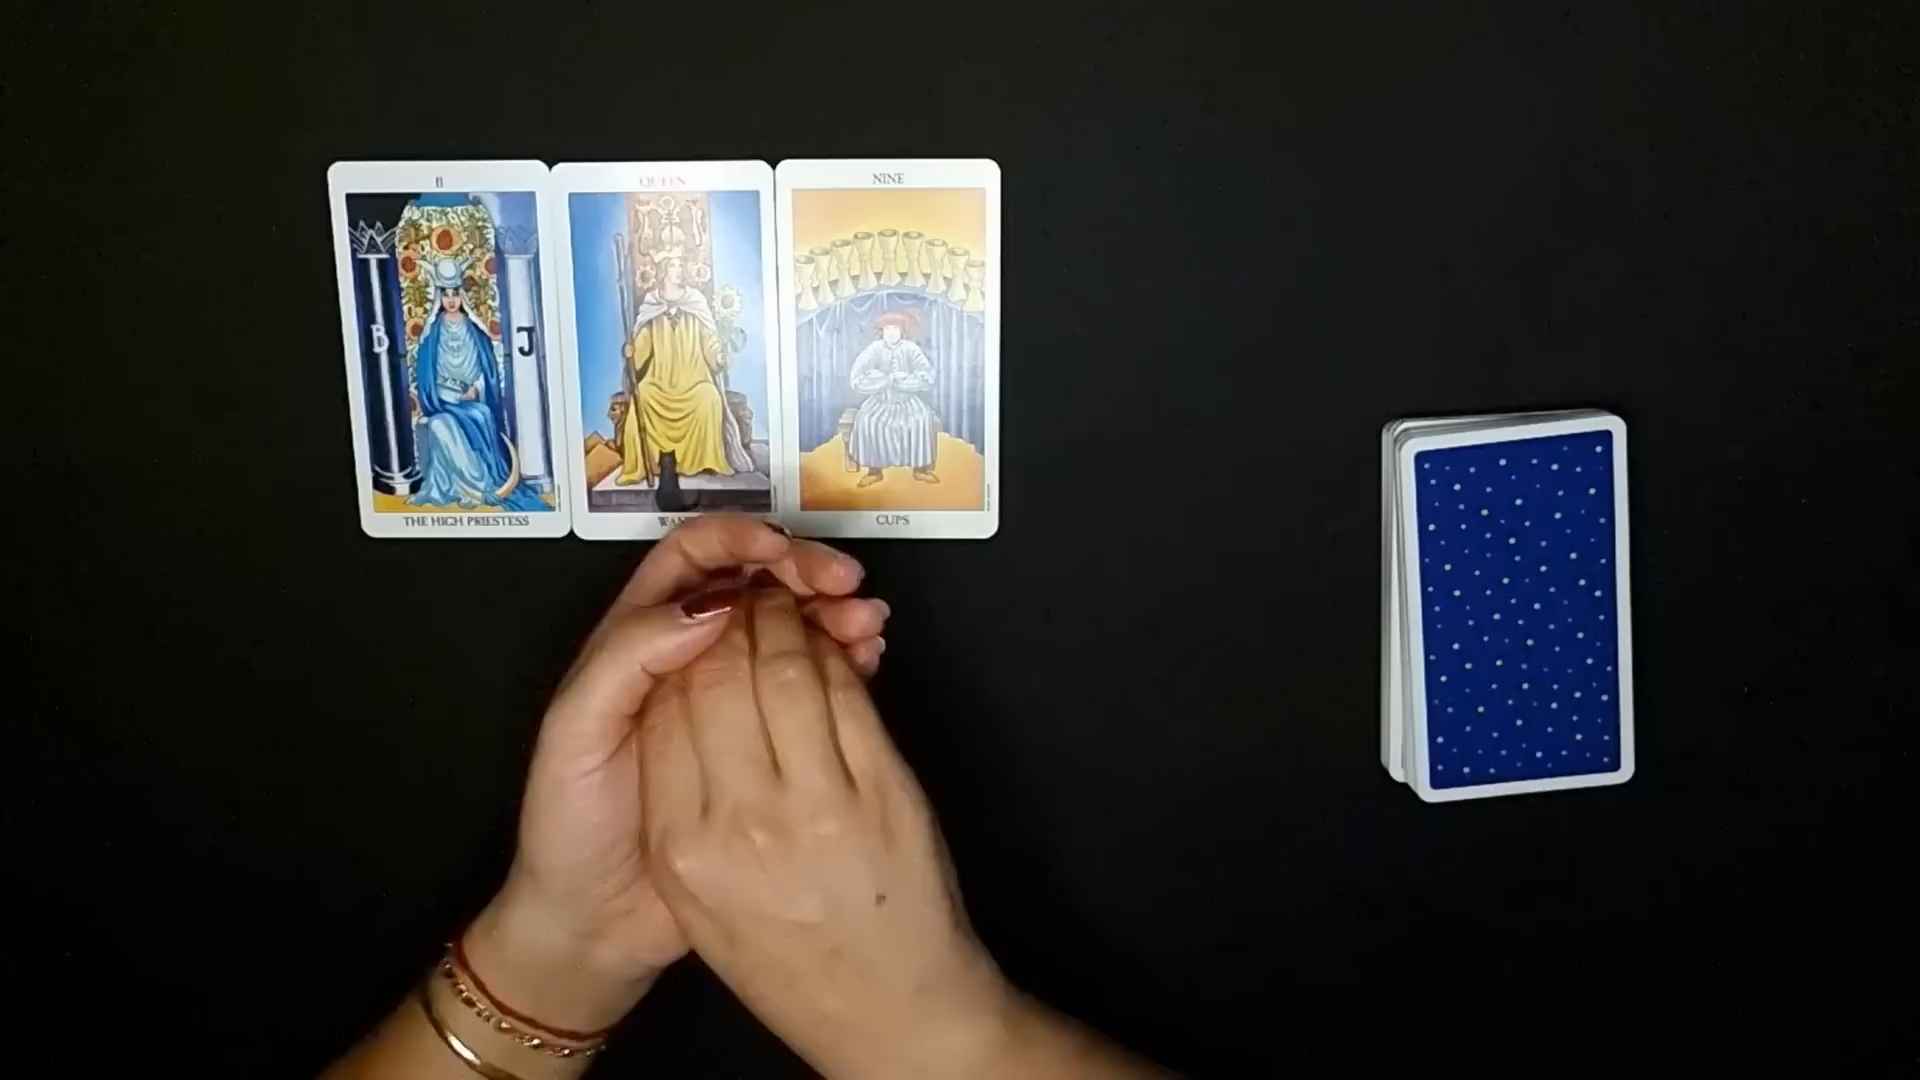 II
QUEEN
NINE
B
J
THE HIGH PRIESTESS
CUPS